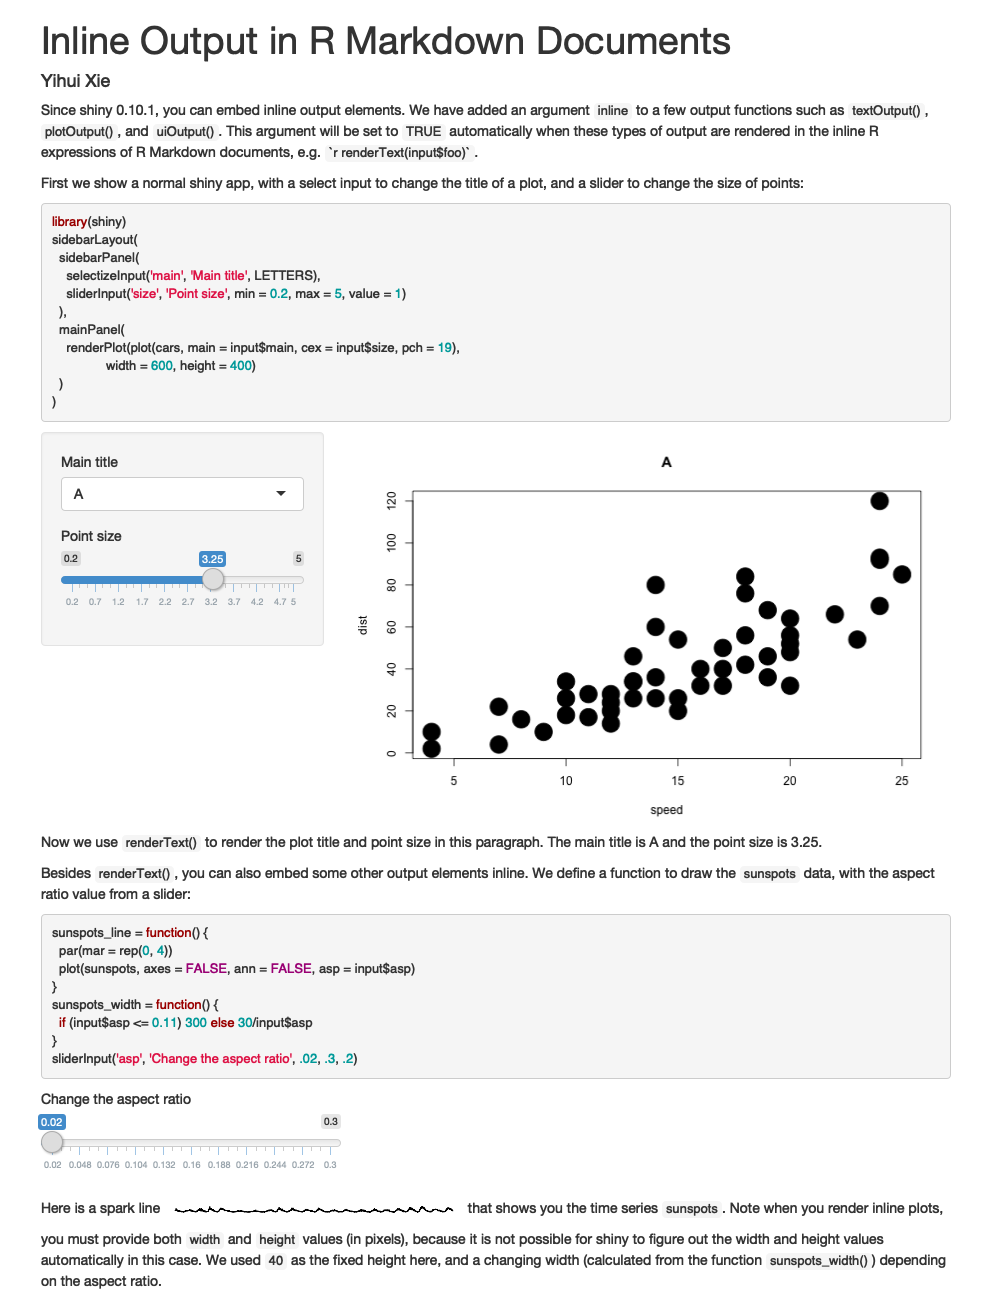 Inline Output in R Markdown Documents
Yihui Xie
Since shiny 0.10.1, you can embed inline output elements. We have added an argument inline to a few output functions such as textOutput() ,
plotOutput() , and uiOutput() . This argument will be set to TRUE automatically when these types of output are rendered in the inline R
expressions of R Markdown documents, e.g. `r renderText(input$foo)` .
First we show a normal shiny app, with a select input to change the title of a plot, and a slider to change the size of points:
library(shiny)
sidebarLayout(
  sidebarPanel(
    selectizeInput('main', 'Main title', LETTERS),
    sliderInput('size', 'Point size', min = 0.2, max = 5, value = 1)
  ),
  mainPanel(
    renderPlot(plot(cars, main = input$main, cex = input$size, pch = 19),
               width = 600, height = 400)
  )
)
Main title
A
Point size
0.2 3.25 5
0.2 0.7 1.2 1.7 2.2 2.7 3.2 3.7 4.2 4.7 5
A
dist
120
100
80
60
40
20
0
5 10 15 20 25
speed
Now we use renderText() to render the plot title and point size in this paragraph. The main title is A and the point size is 3.25.
Besides renderText() , you can also embed some other output elements inline. We define a function to draw the sunspots data, with the aspect
ratio value from a slider:
sunspots_line = function() {
  par(mar = rep(0, 4))
  plot(sunspots, axes = FALSE, ann = FALSE, asp = input$asp)
}
sunspots_width = function() {
  if (input$asp <= 0.11) 300 else 30/input$asp
}
sliderInput('asp', 'Change the aspect ratio', .02, .3, .2)
Change the aspect ratio
0.02 0.3
0.02 0.048 0.076 0.104 0.132 0.16 0.188 0.216 0.244 0.272 0.3
Here is a spark line that shows you the time series sunspots . Note when you render inline plots,
you must provide both width and height values (in pixels), because it is not possible for shiny to figure out the width and height values
automatically in this case. We used 40 as the fixed height here, and a changing width (calculated from the function sunspots_width() ) depending
on the aspect ratio.